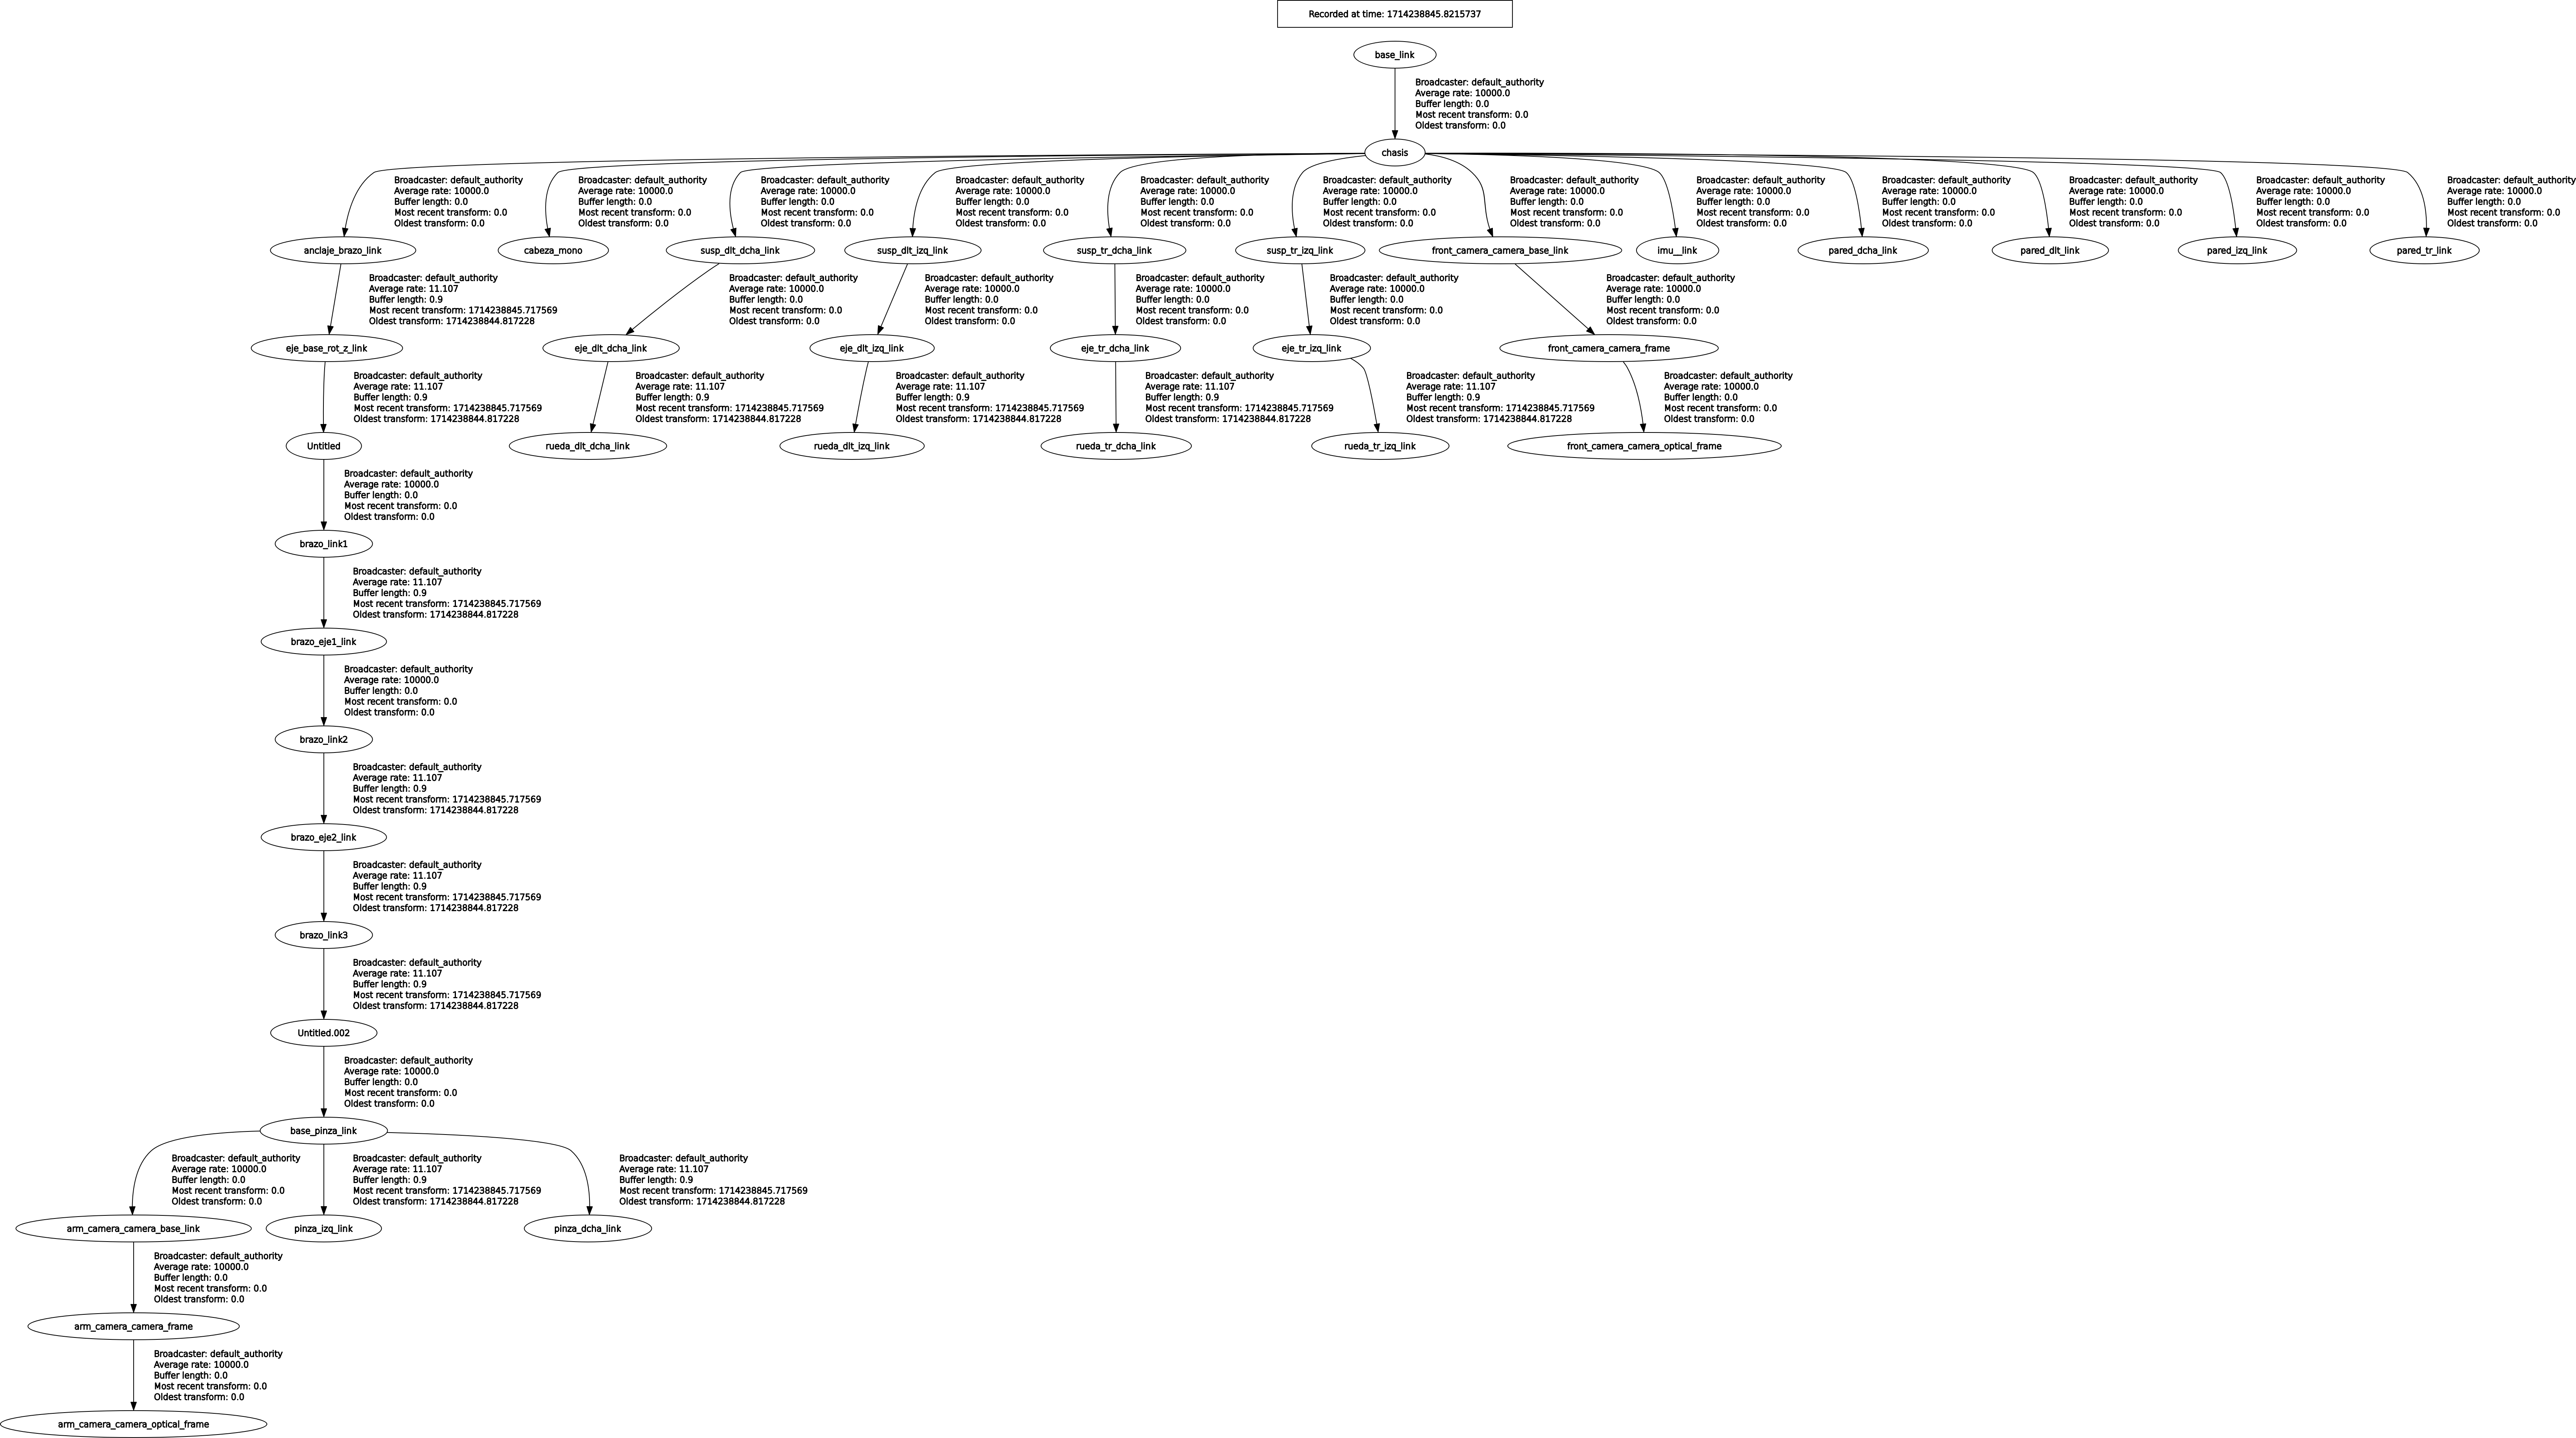 Recorded at time: 1714238845.8215737
base_link
Broadcaster: default_authority
Average rate: 10000.0
Buffer length: 0.0
Most recent transform: 0.0
Oldest transform: 0.0
chasis
Broadcaster: default_authority
Average rate: 10000.0
Buffer length: 0.0
Most recent transform: 0.0
Oldest transform: 0.0
Broadcaster: default_authority
Average rate: 10000.0
Buffer length: 0.0
Most recent transform: 0.0
Oldest transform: 0.0
Broadcaster: default_authority
Average rate: 10000.0
Buffer length: 0.0
Most recent transform: 0.0
Oldest transform: 0.0
Broadcaster: default_authority
Average rate: 10000.0
Buffer length: 0.0
Most recent transform: 0.0
Oldest transform: 0.0
Broadcaster: default_authority
Average rate: 10000.0
Buffer length: 0.0
Most recent transform: 0.0
Oldest transform: 0.0
Broadcaster: default_authority
Average rate: 10000.0
Buffer length: 0.0
Most recent transform: 0.0
Oldest transform: 0.0
Broadcaster: default_authority
Average rate: 10000.0
Buffer length: 0.0
Most recent transform: 0.0
Oldest transform: 0.0
Broadcaster: default_authority
Average rate: 10000.0
Buffer length: 0.0
Most recent transform: 0.0
Oldest transform: 0.0
Broadcaster: default_authority
Average rate: 10000.0
Buffer length: 0.0
Most recent transform: 0.0
Oldest transform: 0.0
Broadcaster: default_authority
Average rate: 10000.0
Buffer length: 0.0
Most recent transform: 0.0
Oldest transform: 0.0
Broadcaster: default_authority
Average rate: 10000.0
Buffer length: 0.0
Most recent transform: 0.0
Oldest transform: 0.0
Broadcaster: default_authority
Average rate: 10000.0
Buffer length: 0.0
Most recent transform: 0.0
Oldest transform: 0.0
anclaje_brazo_link
cabeza_mono
susp_dlt_dcha_link
susp_dlt_izq_link
susp_tr_dcha_link
susp_tr_izq_link
front_camera_camera_base_link
imu__link
pared_dcha_link
pared_dlt_link
pared_izq_link
pared_tr_link
Broadcaster: default_authority
Average rate: 11.107
Buffer length: 0.9
Most recent transform: 1714238845.717569
Oldest transform: 1714238844.817228
Broadcaster: default_authority
Average rate: 10000.0
Buffer length: 0.0
Most recent transform: 0.0
Oldest transform: 0.0
Broadcaster: default_authority
Average rate: 10000.0
Buffer length: 0.0
Most recent transform: 0.0
Oldest transform: 0.0
Broadcaster: default_authority
Average rate: 10000.0
Buffer length: 0.0
Most recent transform: 0.0
Oldest transform: 0.0
Broadcaster: default_authority
Average rate: 10000.0
Buffer length: 0.0
Most recent transform: 0.0
Oldest transform: 0.0
Broadcaster: default_authority
Average rate: 10000.0
Buffer length: 0.0
Most recent transform: 0.0
Oldest transform: 0.0
eje_base_rot_z_link
eje_dlt_dcha_link
eje_dlt_izq_link
eje_tr_dcha_link
eje_tr_izq_link
front_camera_camera_frame
Broadcaster: default_authority
Average rate: 11.107
Buffer length: 0.9
Most recent transform: 1714238845.717569
Oldest transform: 1714238844.817228
Broadcaster: default_authority
Average rate: 11.107
Buffer length: 0.9
Most recent transform: 1714238845.717569
Oldest transform: 1714238844.817228
Broadcaster: default_authority
Average rate: 11.107
Buffer length: 0.9
Most recent transform: 1714238845.717569
Oldest transform: 1714238844.817228
Broadcaster: default_authority
Average rate: 11.107
Buffer length: 0.9
Most recent transform: 1714238845.717569
Oldest transform: 1714238844.817228
Broadcaster: default_authority
Average rate: 11.107
Buffer length: 0.9
Most recent transform: 1714238845.717569
Oldest transform: 1714238844.817228
Broadcaster: default_authority
Average rate: 10000.0
Buffer length: 0.0
Most recent transform: 0.0
Oldest transform: 0.0
Untitled
rueda_dlt_dcha_link
rueda_dlt_izq_link
rueda_tr_dcha_link
rueda_tr_izq_link
front_camera_camera_optical_frame
Broadcaster: default_authority
Average rate: 10000.0
Buffer length: 0.0
Most recent transform: 0.0
Oldest transform: 0.0
brazo_link1
Broadcaster: default_authority
Average rate: 11.107
Buffer length: 0.9
Most recent transform: 1714238845.717569
Oldest transform: 1714238844.817228
brazo_eje1_link
Broadcaster: default_authority
Average rate: 10000.0
Buffer length: 0.0
Most recent transform: 0.0
Oldest transform: 0.0
brazo_link2
Broadcaster: default_authority
Average rate: 11.107
Buffer length: 0.9
Most recent transform: 1714238845.717569
Oldest transform: 1714238844.817228
brazo_eje2_link
Broadcaster: default_authority
Average rate: 11.107
Buffer length: 0.9
Most recent transform: 1714238845.717569
Oldest transform: 1714238844.817228
brazo_link3
Broadcaster: default_authority
Average rate: 11.107
Buffer length: 0.9
Most recent transform: 1714238845.717569
Oldest transform: 1714238844.817228
Untitled.002
Broadcaster: default_authority
Average rate: 10000.0
Buffer length: 0.0
Most recent transform: 0.0
Oldest transform: 0.0
base_pinza_link
Broadcaster: default_authority
Average rate: 10000.0
Buffer length: 0.0
Most recent transform: 0.0
Oldest transform: 0.0
Broadcaster: default_authority
Average rate: 11.107
Buffer length: 0.9
Most recent transform: 1714238845.717569
Oldest transform: 1714238844.817228
Broadcaster: default_authority
Average rate: 11.107
Buffer length: 0.9
Most recent transform: 1714238845.717569
Oldest transform: 1714238844.817228
arm_camera_camera_base_link
pinza_izq_link
pinza_dcha_link
Broadcaster: default_authority
Average rate: 10000.0
Buffer length: 0.0
Most recent transform: 0.0
Oldest transform: 0.0
arm_camera_camera_frame
Broadcaster: default_authority
Average rate: 10000.0
Buffer length: 0.0
Most recent transform: 0.0
Oldest transform: 0.0
arm_camera_camera_optical_frame